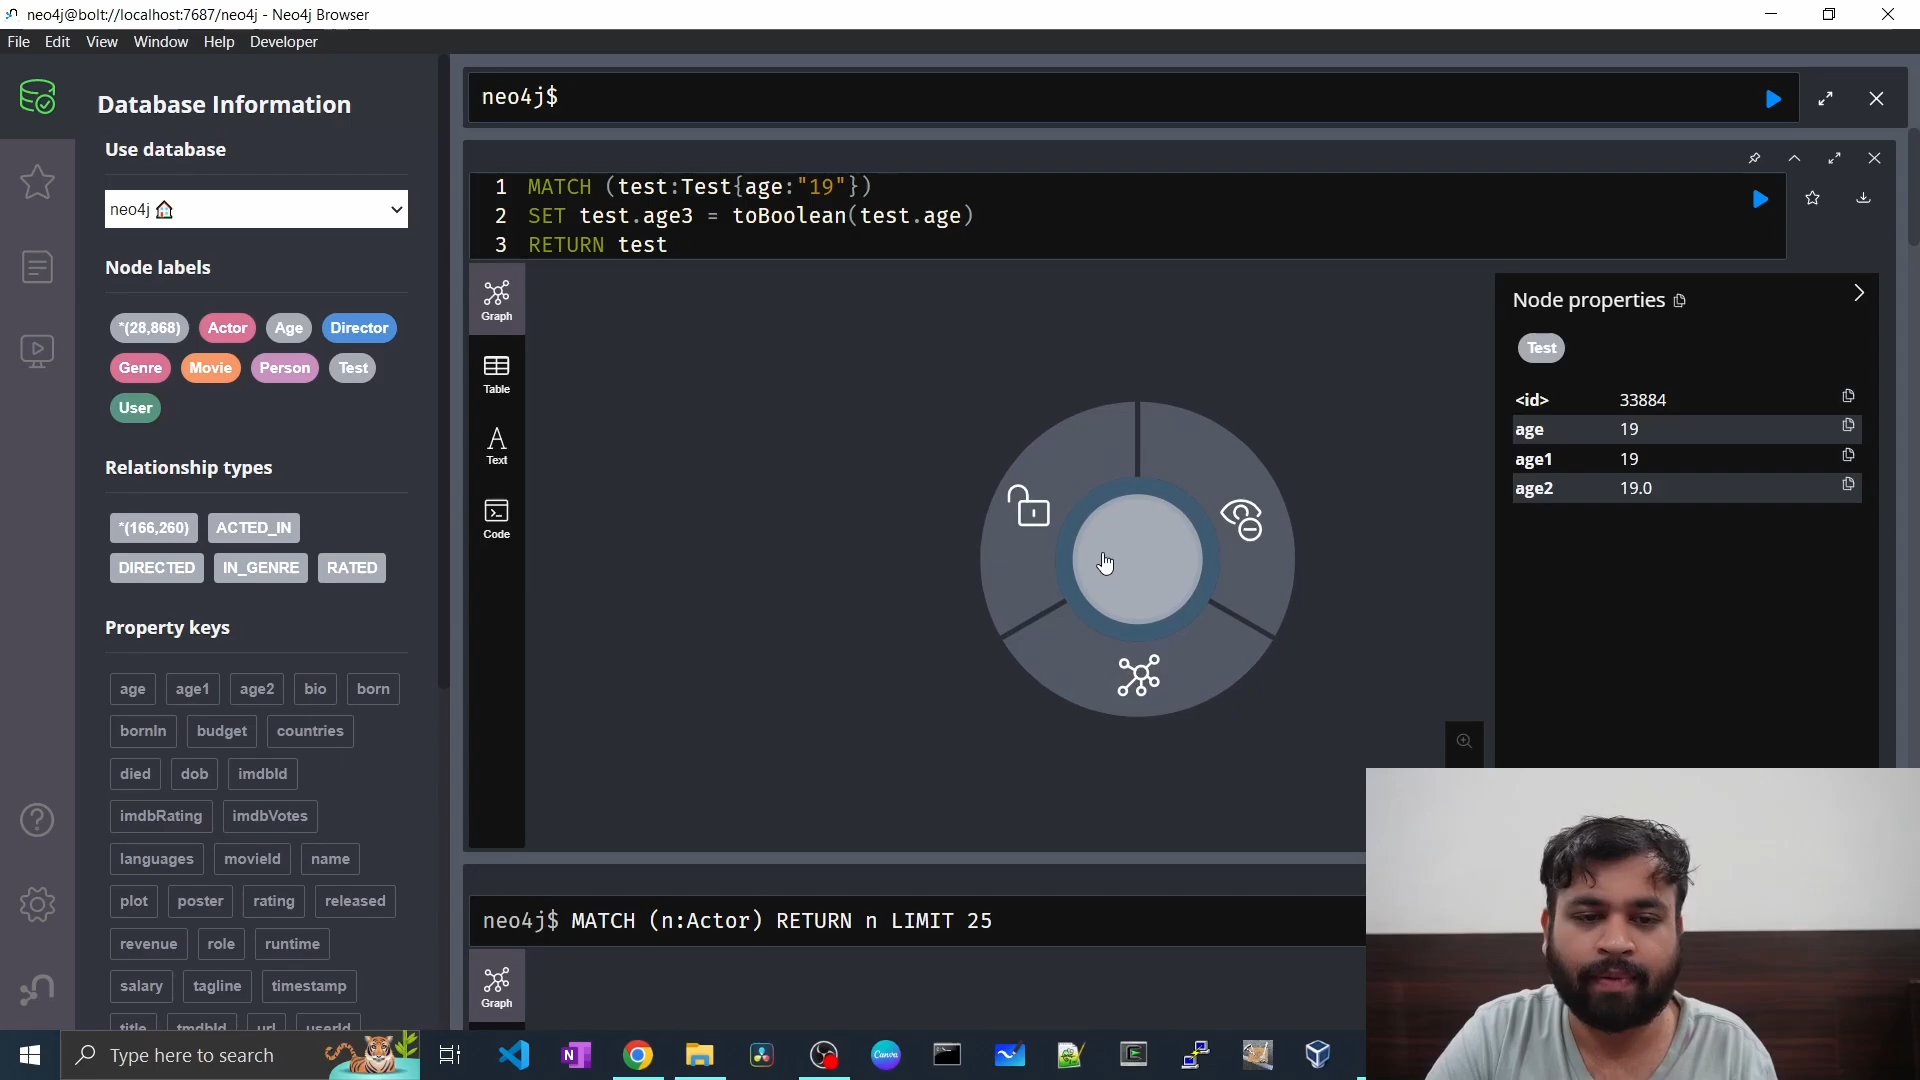 neo4j@bolt://localhost:7687/neo4j - Neo4j Browser
File Edit View Window Help Developer
Database Information
Use database
neo4j
Node labels
*(28,868) Actor Age Director
Genre Movie Person Test
User
Relationship types
*(166,260) ACTED_IN
DIRECTED IN_GENRE RATED
Property keys
age age1 age2 bio born
bornIn budget countries
died dob imdbId
imdbRating imdbVotes
languages movieId name
plot poster rating released
revenue role runtime
salary tagline timestamp
title tmdbId url userId
neo4j$
1 MATCH (test:Test{age:"19"})
2 SET test.age3 = toBoolean(test.age)
3 RETURN test
Graph
Table
Text
Code
Node properties
Test
<id> 33884
age 19
age1 19
age2 19.0
neo4j$ MATCH (n:Actor) RETURN n LIMIT 25
Graph
Type here to search
Canva